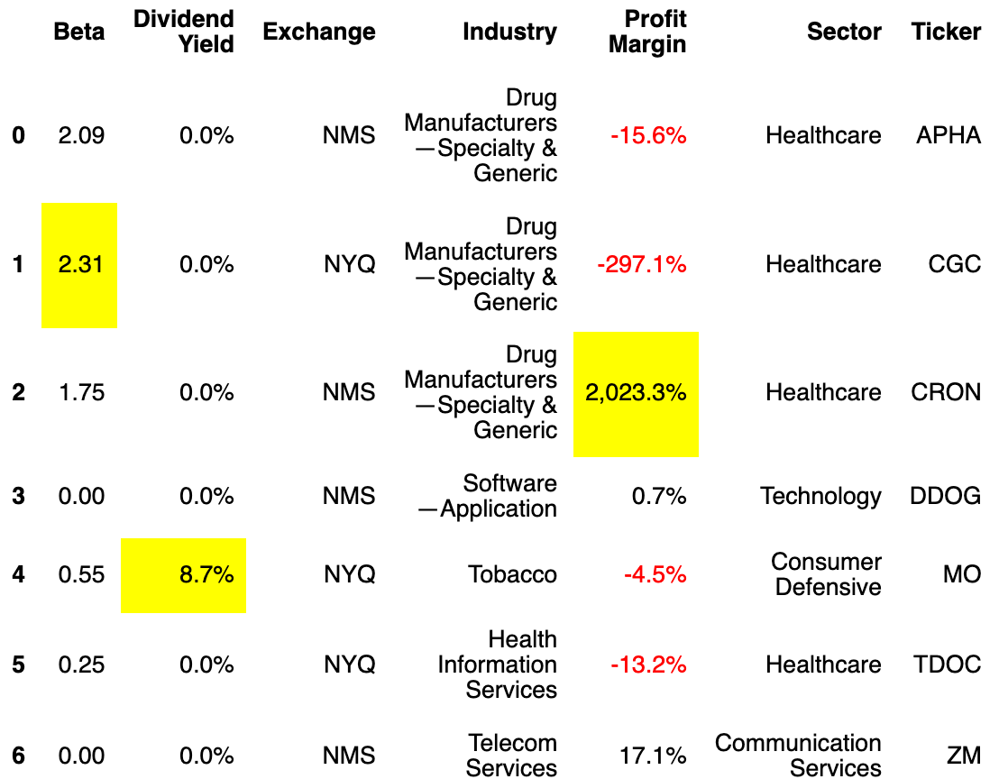 Beta Dividend Yield Exchange Industry Profit Margin Sector Ticker
0 2.09 0.0% NMS Drug Manufacturers—Specialty & Generic -15.6% Healthcare APHA
1 2.31 0.0% NYQ Drug Manufacturers—Specialty & Generic -297.1% Healthcare CGC
2 1.75 0.0% NMS Drug Manufacturers—Specialty & Generic 2,023.3% Healthcare CRON
3 0.00 0.0% NMS Software—Application 0.7% Technology DDOG
4 0.55 8.7% NYQ Tobacco -4.5% Consumer Defensive MO
5 0.25 0.0% NYQ Health Information Services -13.2% Healthcare TDOC
6 0.00 0.0% NMS Telecom Services 17.1% Communication Services ZM